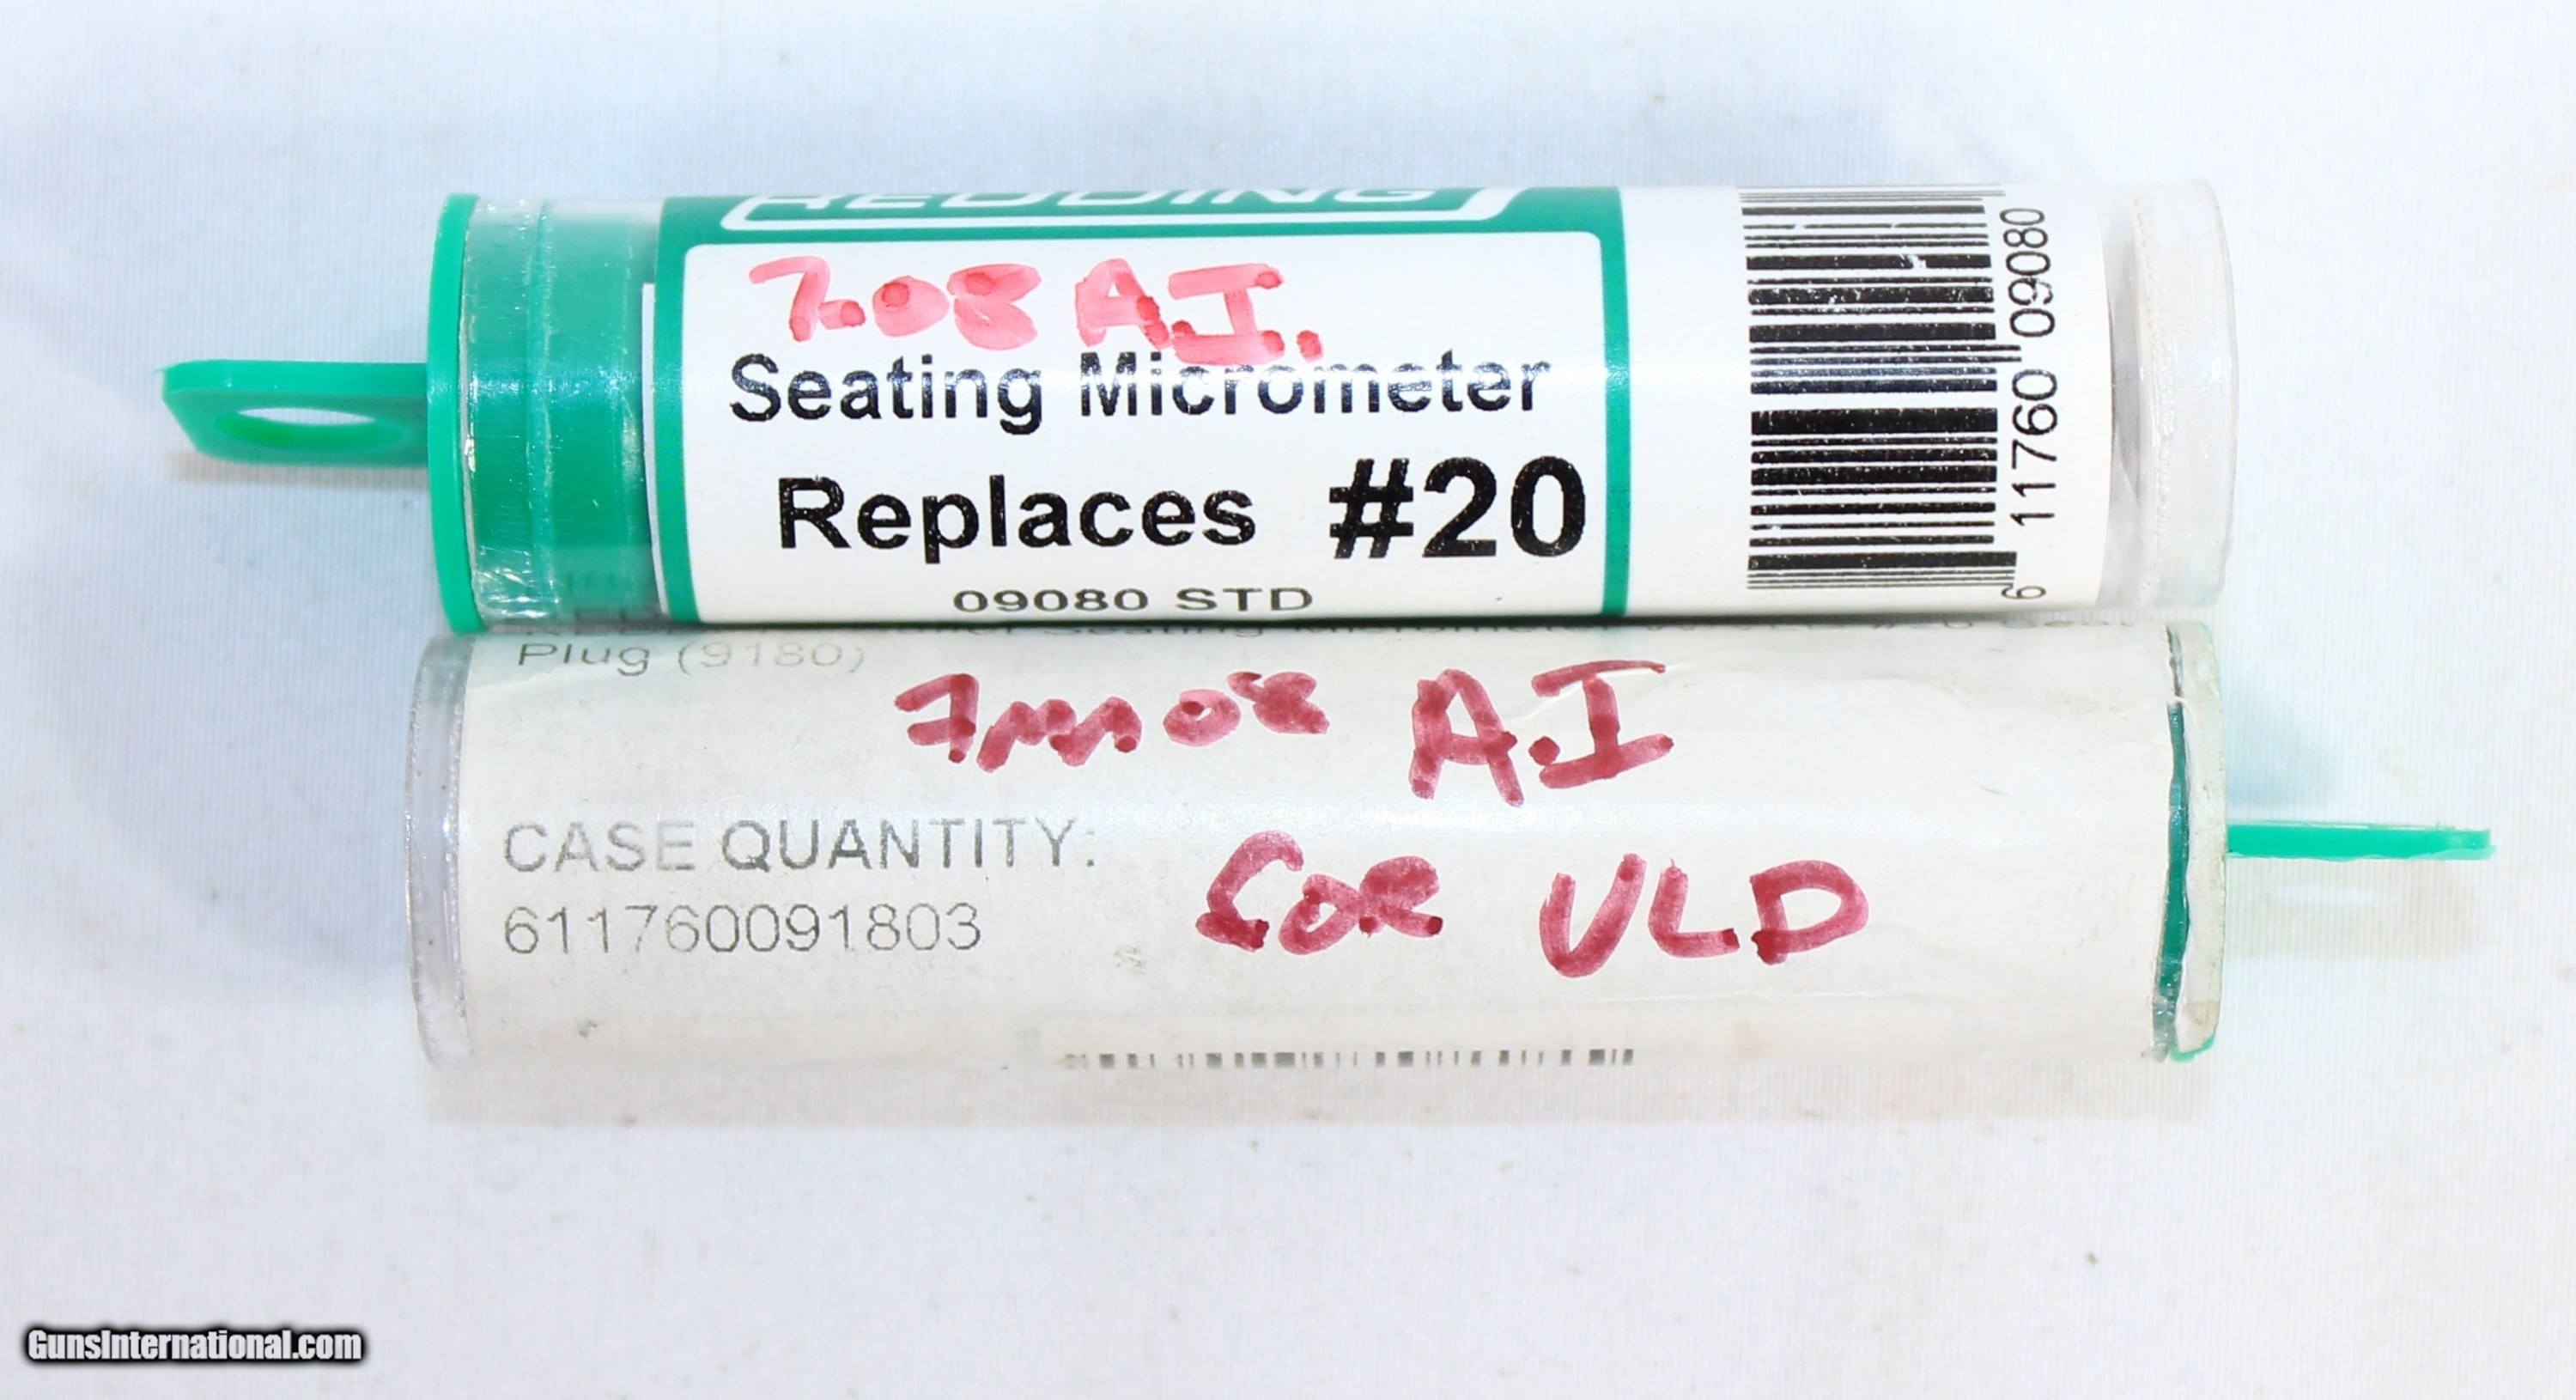 REDDING
7-08 A.I.
Seating Micrometer
Replaces #20
09080 STD
6 11760 09080
Plug (9180)
7mm08 A.I
CASE QUANTITY:
611760091803
for VLD
GunsInternational.com